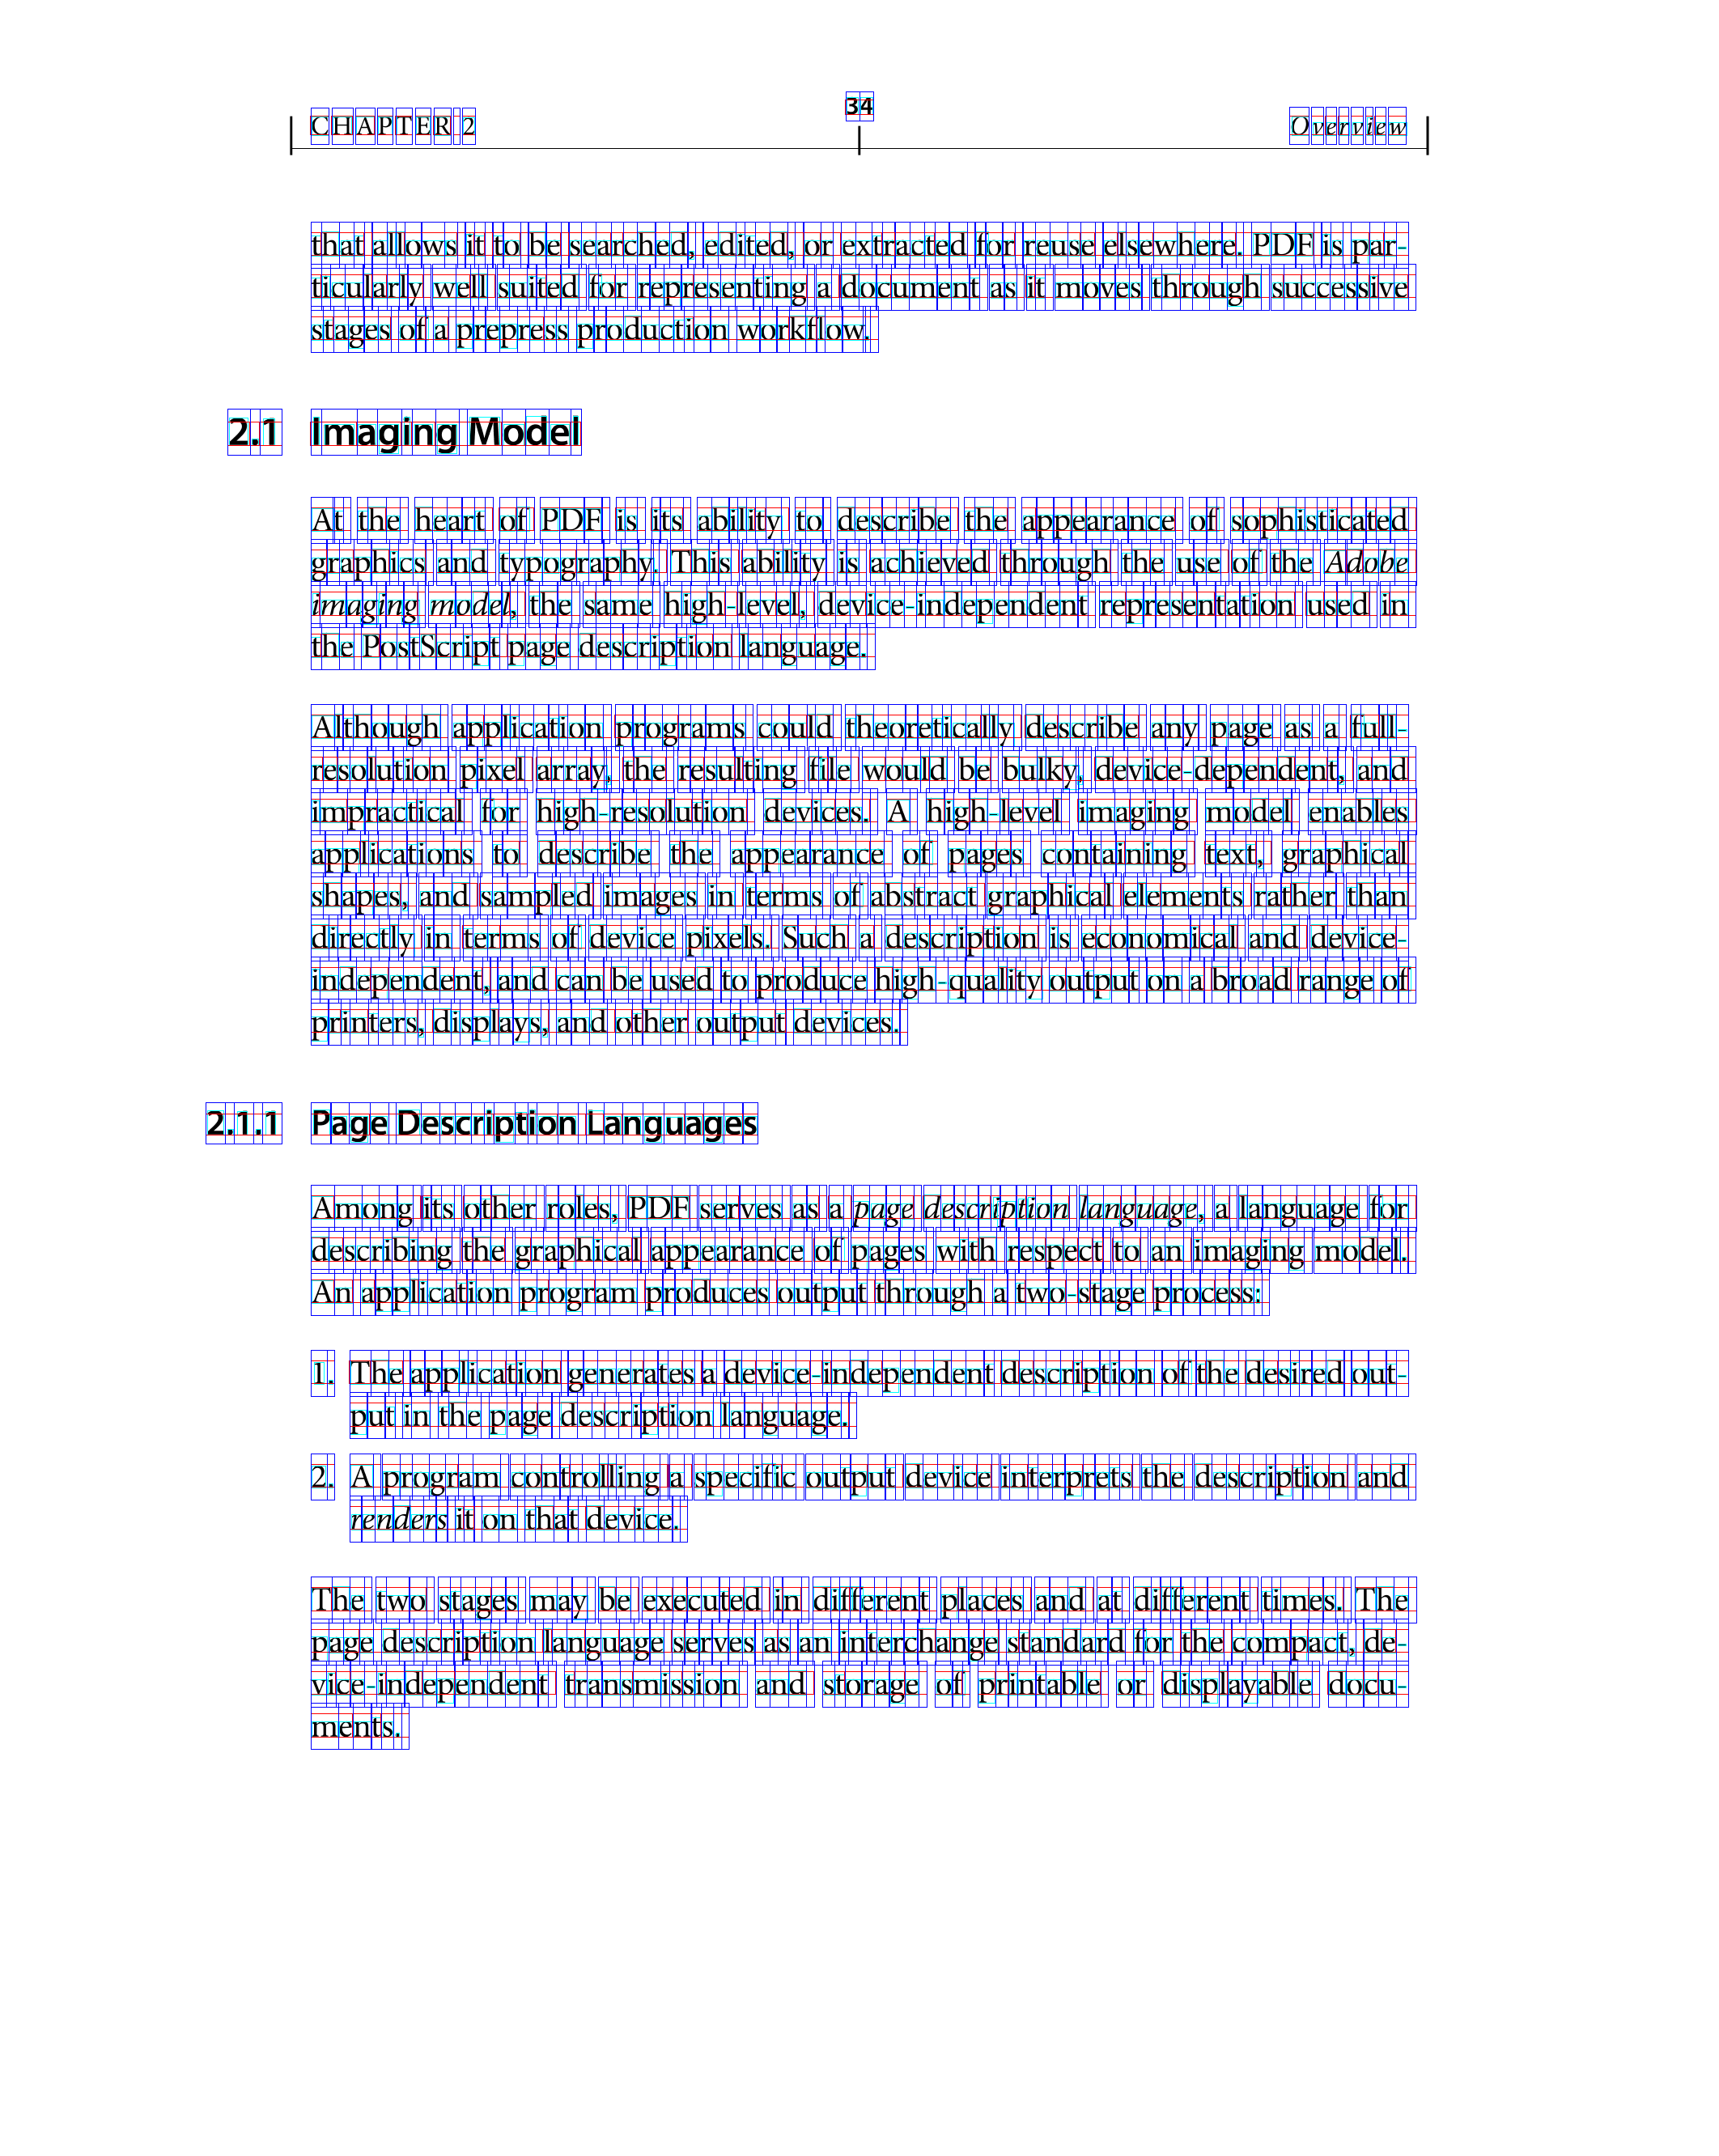 CHAPTER 2
34
Overview
that allows it to be searched, edited, or extracted for reuse elsewhere. PDF is par-
ticularly well suited for representing a document as it moves through successive
stages of a prepress production workflow.
2.1 Imaging Model
At the heart of PDF is its ability to describe the appearance of sophisticated
graphics and typography. This ability is achieved through the use of the Adobe
imaging model, the same high-level, device-independent representation used in
the PostScript page description language.
Although application programs could theoretically describe any page as a full-
resolution pixel array, the resulting file would be bulky, device-dependent, and
impractical for high-resolution devices. A high-level imaging model enables
applications to describe the appearance of pages containing text, graphical
shapes, and sampled images in terms of abstract graphical elements rather than
directly in terms of device pixels. Such a description is economical and device-
independent, and can be used to produce high-quality output on a broad range of
printers, displays, and other output devices.
2.1.1 Page Description Languages
Among its other roles, PDF serves as a page description language, a language for
describing the graphical appearance of pages with respect to an imaging model.
An application program produces output through a two-stage process:
1. The application generates a device-independent description of the desired out-
put in the page description language.
2. A program controlling a specific output device interprets the description and
renders it on that device.
The two stages may be executed in different places and at different times. The
page description language serves as an interchange standard for the compact, de-
vice-independent transmission and storage of printable or displayable docu-
ments.